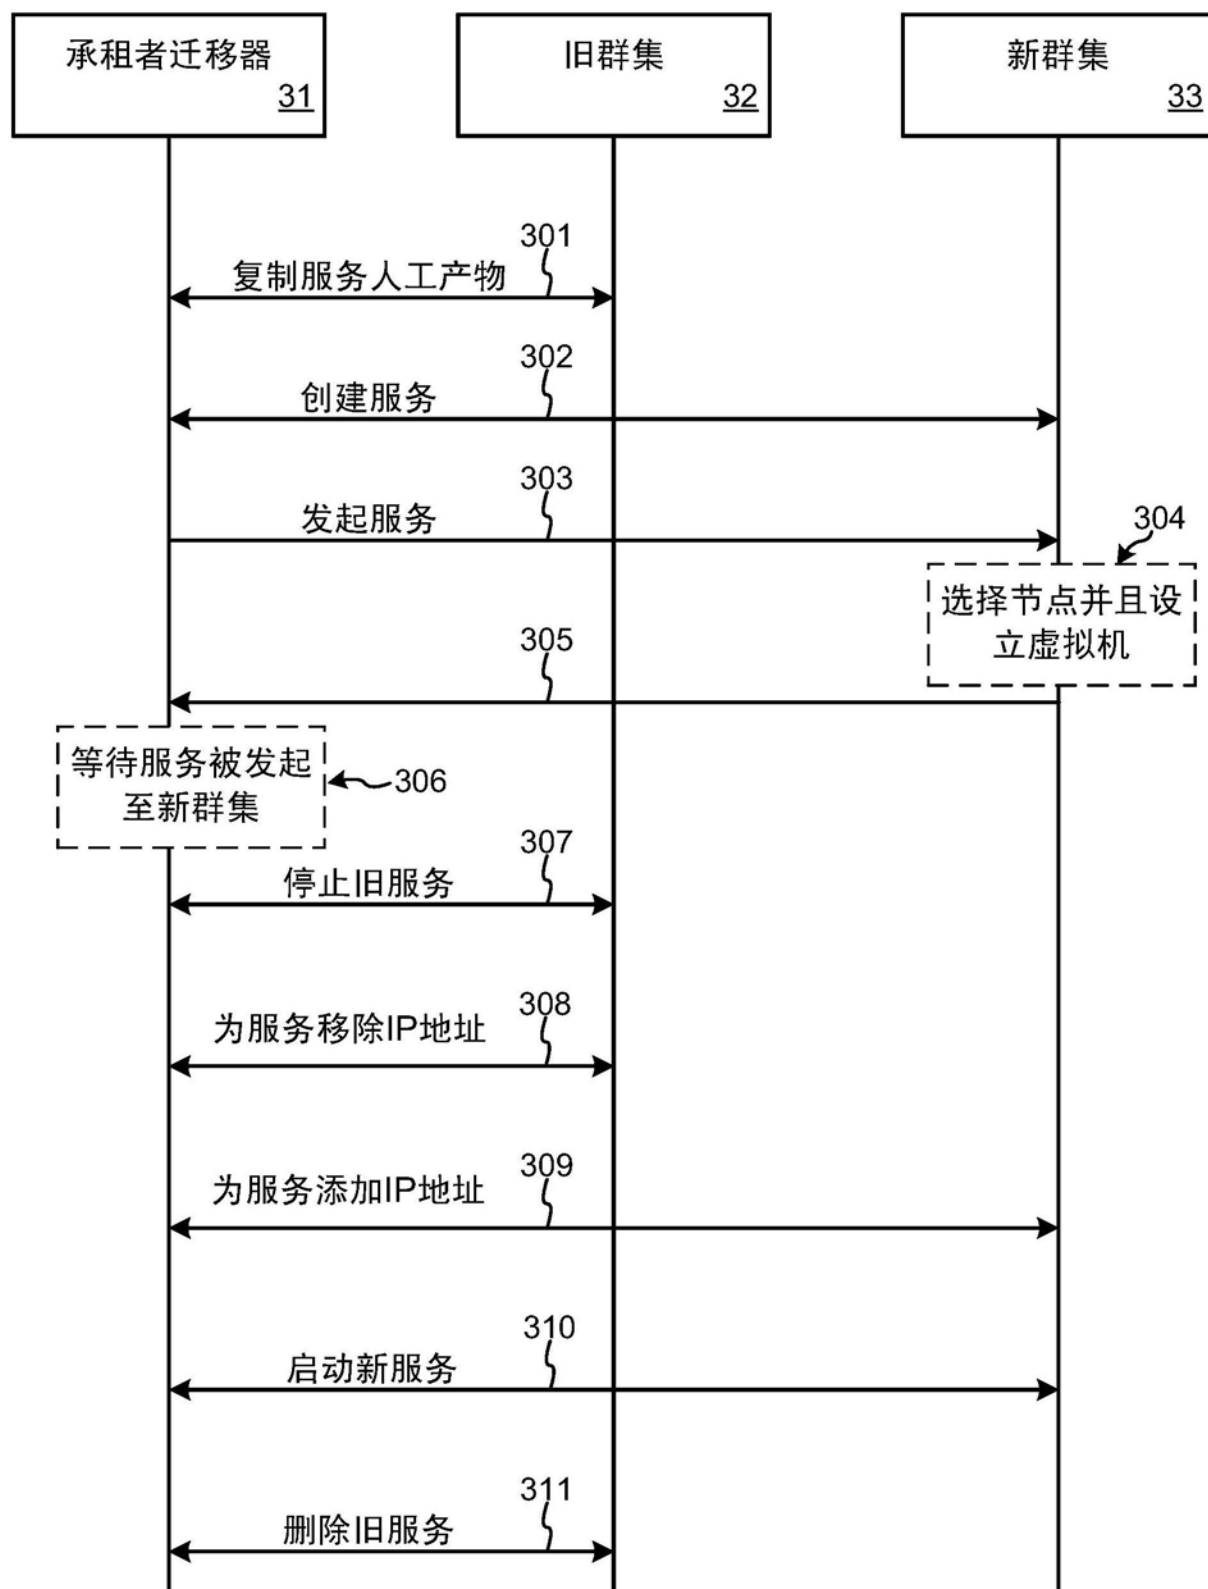 承租者迁移器
31
旧群集
32
新群集
33
301
复制服务人工产物
302
创建服务
303
发起服务
304
选择节点并且设
立虚拟机
305
等待服务被发起
至新群集
306
307
停止旧服务
308
为服务移除IP地址
309
为服务添加IP地址
310
启动新服务
311
删除旧服务